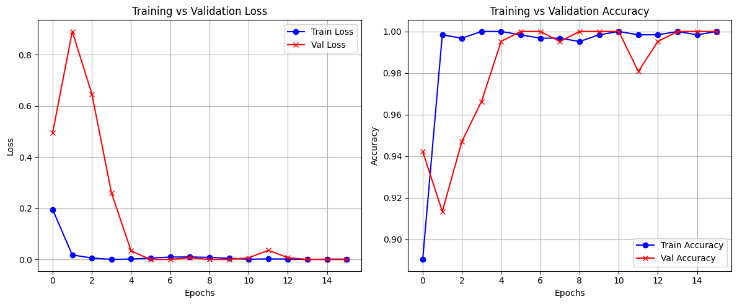 Training vs Validation Loss
Train Loss
Val Loss
0.8
0.6
0.4
0.2
0.0
Loss
0 2 4 6 8 10 12 14
Epochs
Training vs Validation Accuracy
1.00
0.98
0.96
0.94
0.92
0.90
Accuracy
Train Accuracy
Val Accuracy
0 2 4 6 8 10 12 14
Epochs